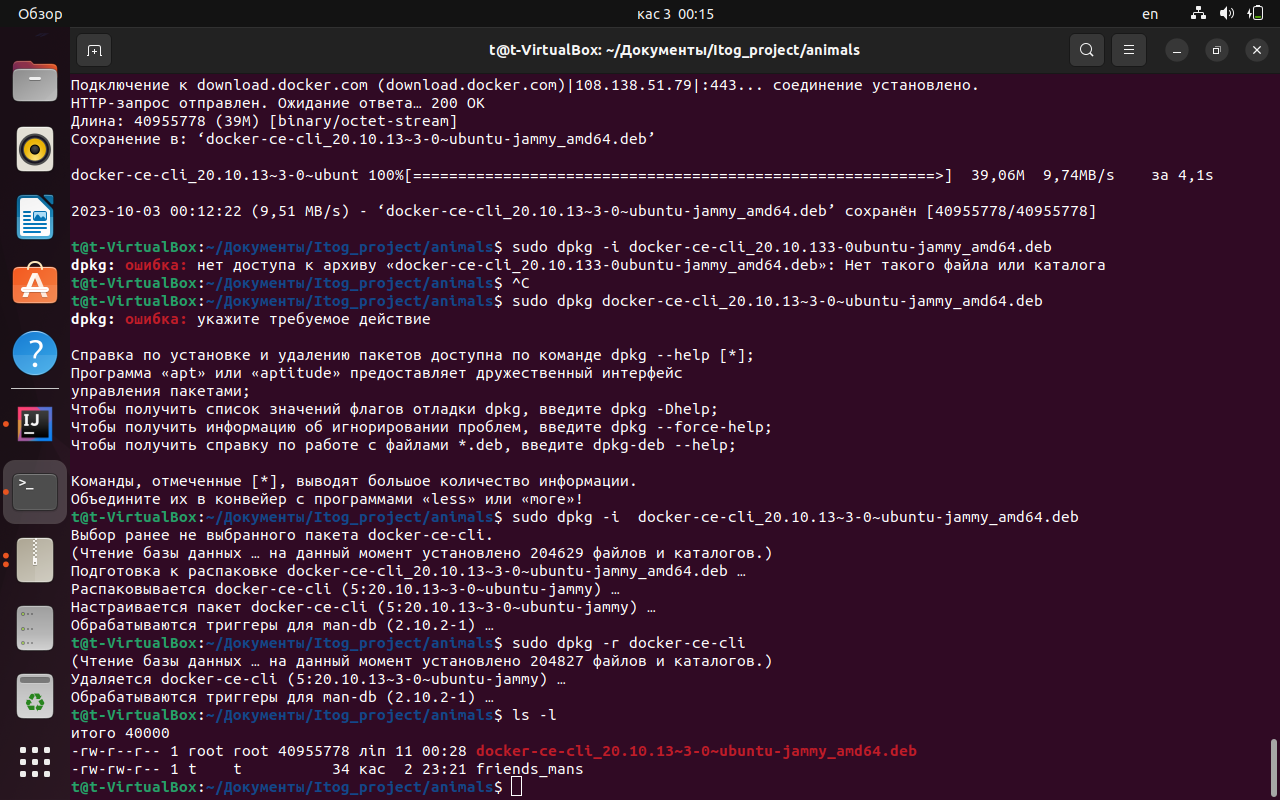 Обзор
кас 3 00:15
en
t@t-VirtualBox: ~/Документы/Itog_project/animals
Подключение к download.docker.com (download.docker.com)|108.138.51.79|:443... соединение установлено.
HTTP-запрос отправлен. Ожидание ответа… 200 OK
Длина: 40955778 (39M) [binary/octet-stream]
Сохранение в: ‘docker-ce-cli_20.10.13~3-0~ubuntu-jammy_amd64.deb’
docker-ce-cli_20.10.13~3-0~ubunt 100%[==========================================================>] 39,06M 9,74MB/s за 4,1s
2023-10-03 00:12:22 (9,51 MB/s) - ‘docker-ce-cli_20.10.13~3-0~ubuntu-jammy_amd64.deb’ сохранён [40955778/40955778]
t@t-VirtualBox:~/Документы/Itog_project/animals$ sudo dpkg -i docker-ce-cli_20.10.133-0ubuntu-jammy_amd64.deb
dpkg: ошибка: нет доступа к архиву «docker-ce-cli_20.10.133-0ubuntu-jammy_amd64.deb»: Нет такого файла или каталога
t@t-VirtualBox:~/Документы/Itog_project/animals$ ^C
t@t-VirtualBox:~/Документы/Itog_project/animals$ sudo dpkg docker-ce-cli_20.10.13~3-0~ubuntu-jammy_amd64.deb
dpkg: ошибка: укажите требуемое действие
Справка по установке и удалению пакетов доступна по команде dpkg --help [*];
Программа «apt» или «aptitude» предоставляет дружественный интерфейс
управления пакетами;
Чтобы получить список значений флагов отладки dpkg, введите dpkg -Dhelp;
Чтобы получить информацию об игнорировании проблем, введите dpkg --force-help;
Чтобы получить справку по работе с файлами *.deb, введите dpkg-deb --help;
Команды, отмеченные [*], выводят большое количество информации.
Объедините их в конвейер с программами «less» или «more»!
t@t-VirtualBox:~/Документы/Itog_project/animals$ sudo dpkg -i  docker-ce-cli_20.10.13~3-0~ubuntu-jammy_amd64.deb
Выбор ранее не выбранного пакета docker-ce-cli.
(Чтение базы данных … на данный момент установлено 204629 файлов и каталогов.)
Подготовка к распаковке docker-ce-cli_20.10.13~3-0~ubuntu-jammy_amd64.deb …
Распаковывается docker-ce-cli (5:20.10.13~3-0~ubuntu-jammy) …
Настраивается пакет docker-ce-cli (5:20.10.13~3-0~ubuntu-jammy) …
Обрабатываются триггеры для man-db (2.10.2-1) …
t@t-VirtualBox:~/Документы/Itog_project/animals$ sudo dpkg -r docker-ce-cli
(Чтение базы данных … на данный момент установлено 204827 файлов и каталогов.)
Удаляется docker-ce-cli (5:20.10.13~3-0~ubuntu-jammy) …
Обрабатываются триггеры для man-db (2.10.2-1) …
t@t-VirtualBox:~/Документы/Itog_project/animals$ ls -l
итого 40000
-rw-r--r-- 1 root root 40955778 ліп 11 00:28 docker-ce-cli_20.10.13~3-0~ubuntu-jammy_amd64.deb
-rw-rw-r-- 1 t    t          34 кас  2 23:21 friends_mans
t@t-VirtualBox:~/Документы/Itog_project/animals$